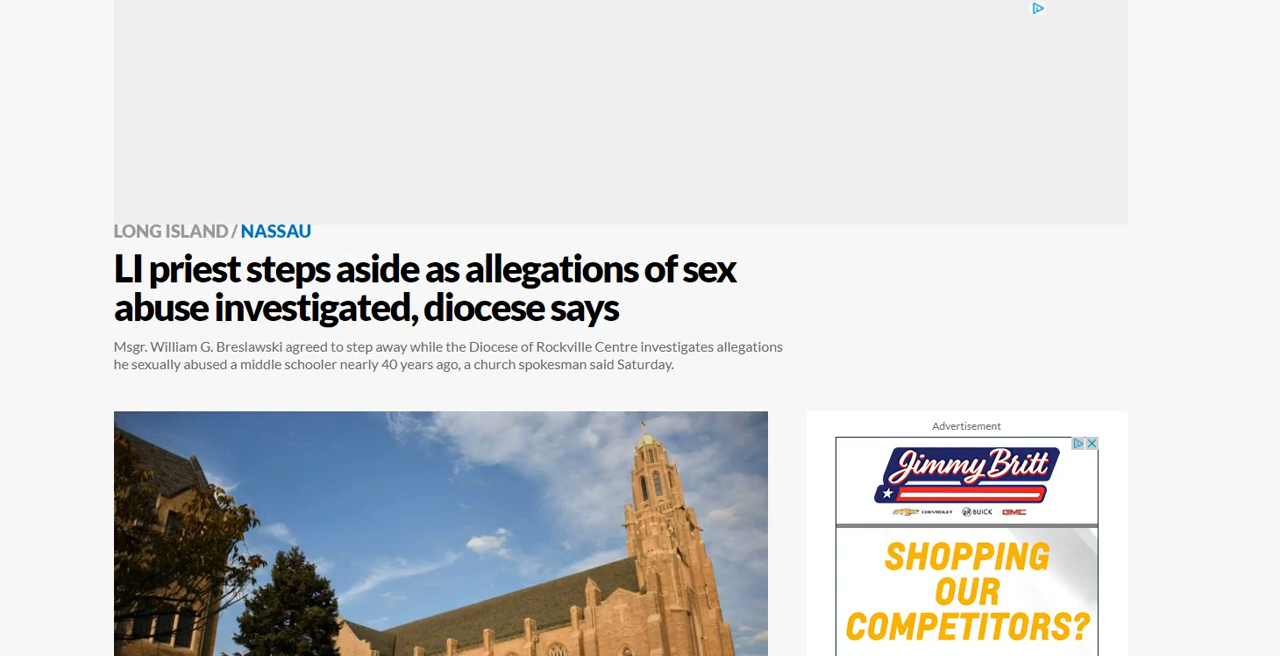 LONG ISLAND / NASSAU
LI priest steps aside as allegations of sex
abuse investigated, diocese says
Msgr. William G. Breslawski agreed to step away while the Diocese of Rockville Centre investigates allegations
he sexually abused a middle schooler nearly 40 years ago, a church spokesman said Saturday.
Advertisement
Jimmy Britt
CHEVROLET BUICK GMC
SHOPPING
OUR
COMPETITORS?